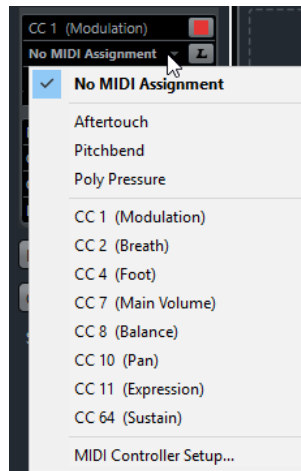 CC 1 (Modulation)
No MIDI Assignment L
No MIDI Assignment
Aftertouch
Pitchbend
Poly Pressure
CC 1 (Modulation)
CC 2 (Breath)
CC 4 (Foot)
CC 7 (Main Volume)
CC 8 (Balance)
CC 10 (Pan)
CC 11 (Expression)
CC 64 (Sustain)
MIDI Controller Setup...